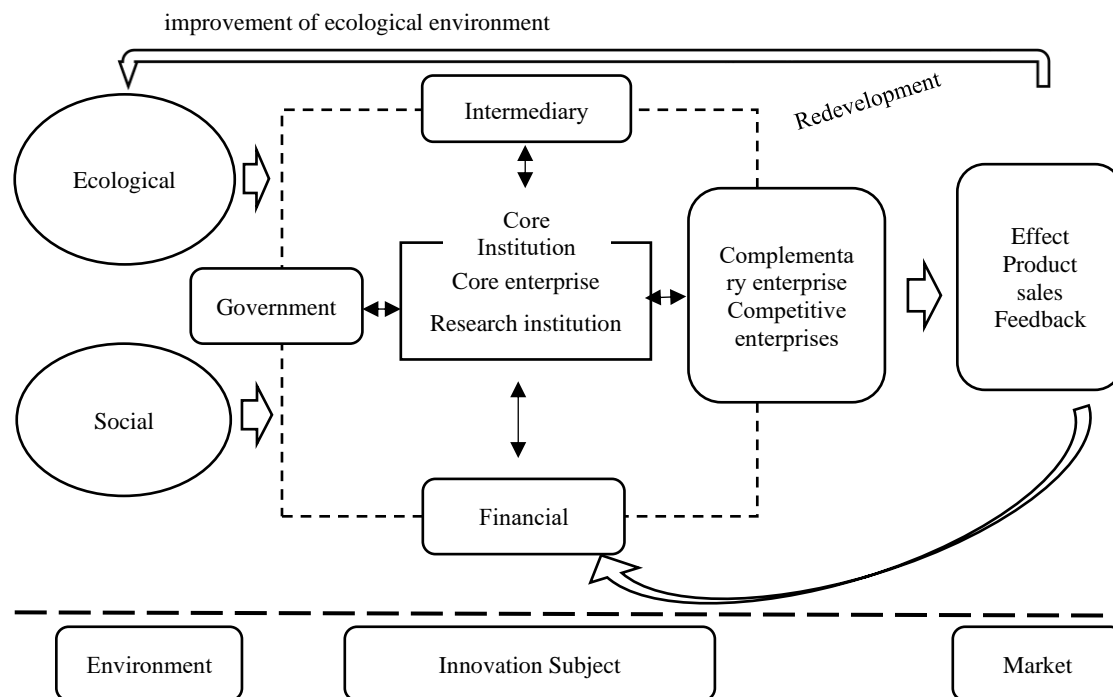 improvement of ecological environment
Redevelopment
Intermediary
Ecological
Core
Institution
Core enterprise
Research institution
Government
Complementa
ry enterprise
Competitive
enterprises
Effect
Product
sales
Feedback
Social
Financial
Environment
Innovation Subject
Market